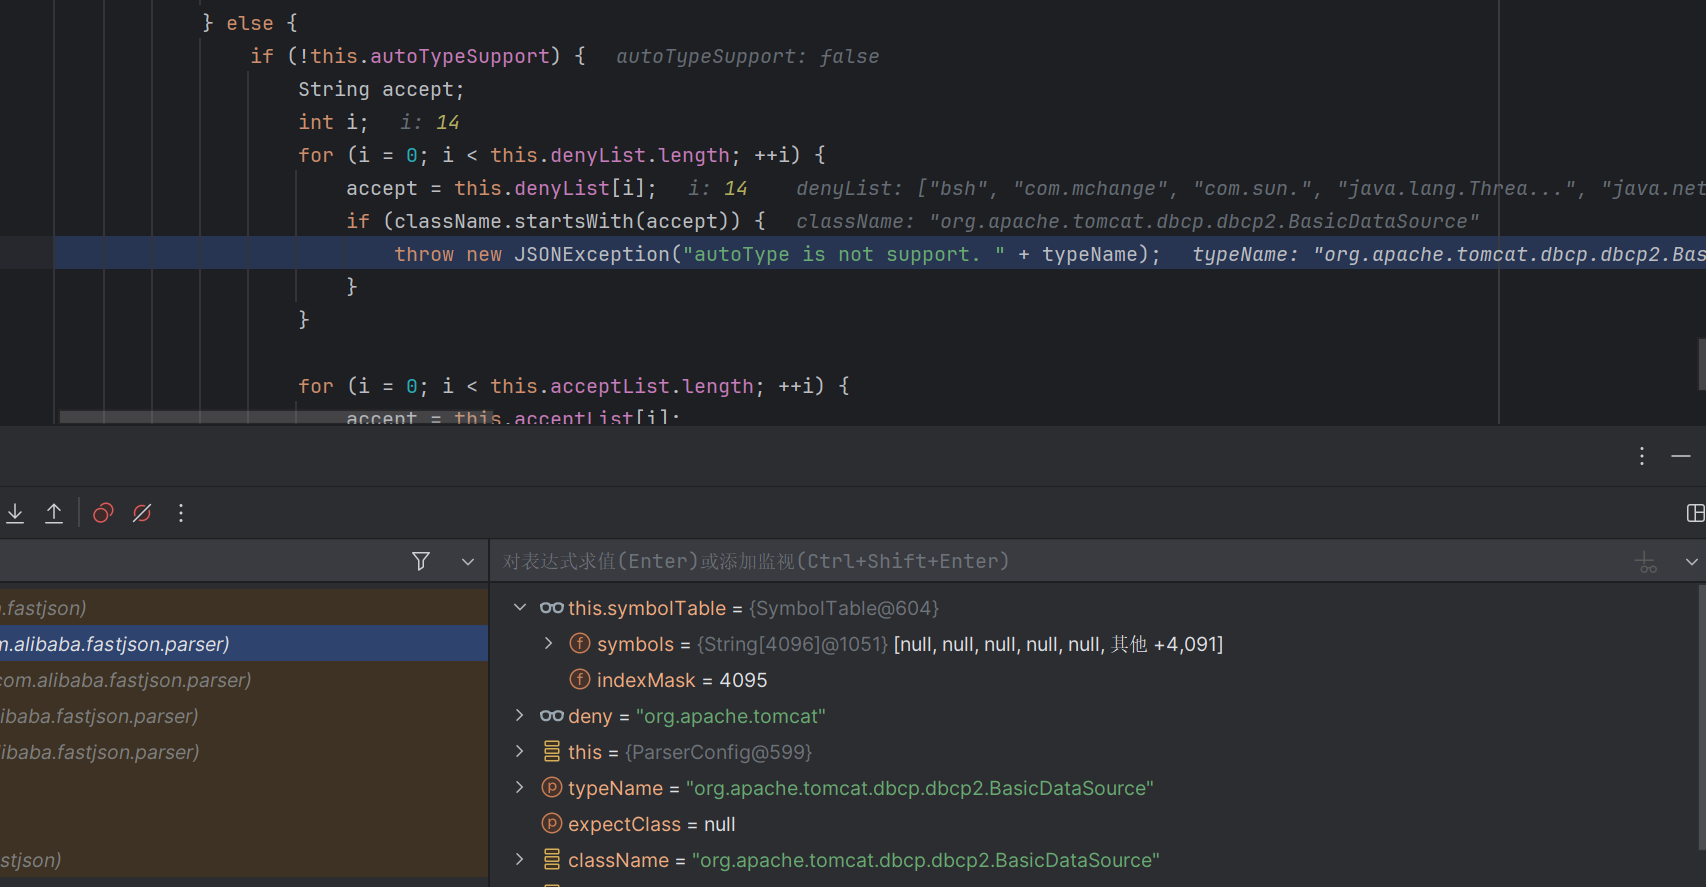 } else {
if (!this.autoTypeSupport) {   autoTypeSupport: false
String accept;
int i;   i: 14
for (i = 0; i < this.denyList.length; ++i) {
accept = this.denyList[i];   i: 14   denyList: ["bsh", "com.mchange", "com.sun.", "java.lang.Threa...", "java.net
if (className.startsWith(accept)) {   className: "org.apache.tomcat.dbcp.dbcp2.BasicDataSource"
throw new JSONException("autoType is not support. " + typeName);   typeName: "org.apache.tomcat.dbcp.dbcp2.Bas
}
}
for (i = 0; i < this.acceptList.length; ++i) {
accept = this.acceptList[i];
对表达式求值(Enter)或添加监视(Ctrl+Shift+Enter)
.fastjson)
this.symbolTable = {SymbolTable@604}
m.alibaba.fastjson.parser)
f symbols = {String[4096]@1051} [null, null, null, null, null, 其他 +4,091]
com.alibaba.fastjson.parser)
f indexMask = 4095
libaba.fastjson.parser)
deny = "org.apache.tomcat"
libaba.fastjson.parser)
this = {ParserConfig@599}
p typeName = "org.apache.tomcat.dbcp.dbcp2.BasicDataSource"
p expectClass = null
stjson)
className = "org.apache.tomcat.dbcp.dbcp2.BasicDataSource"